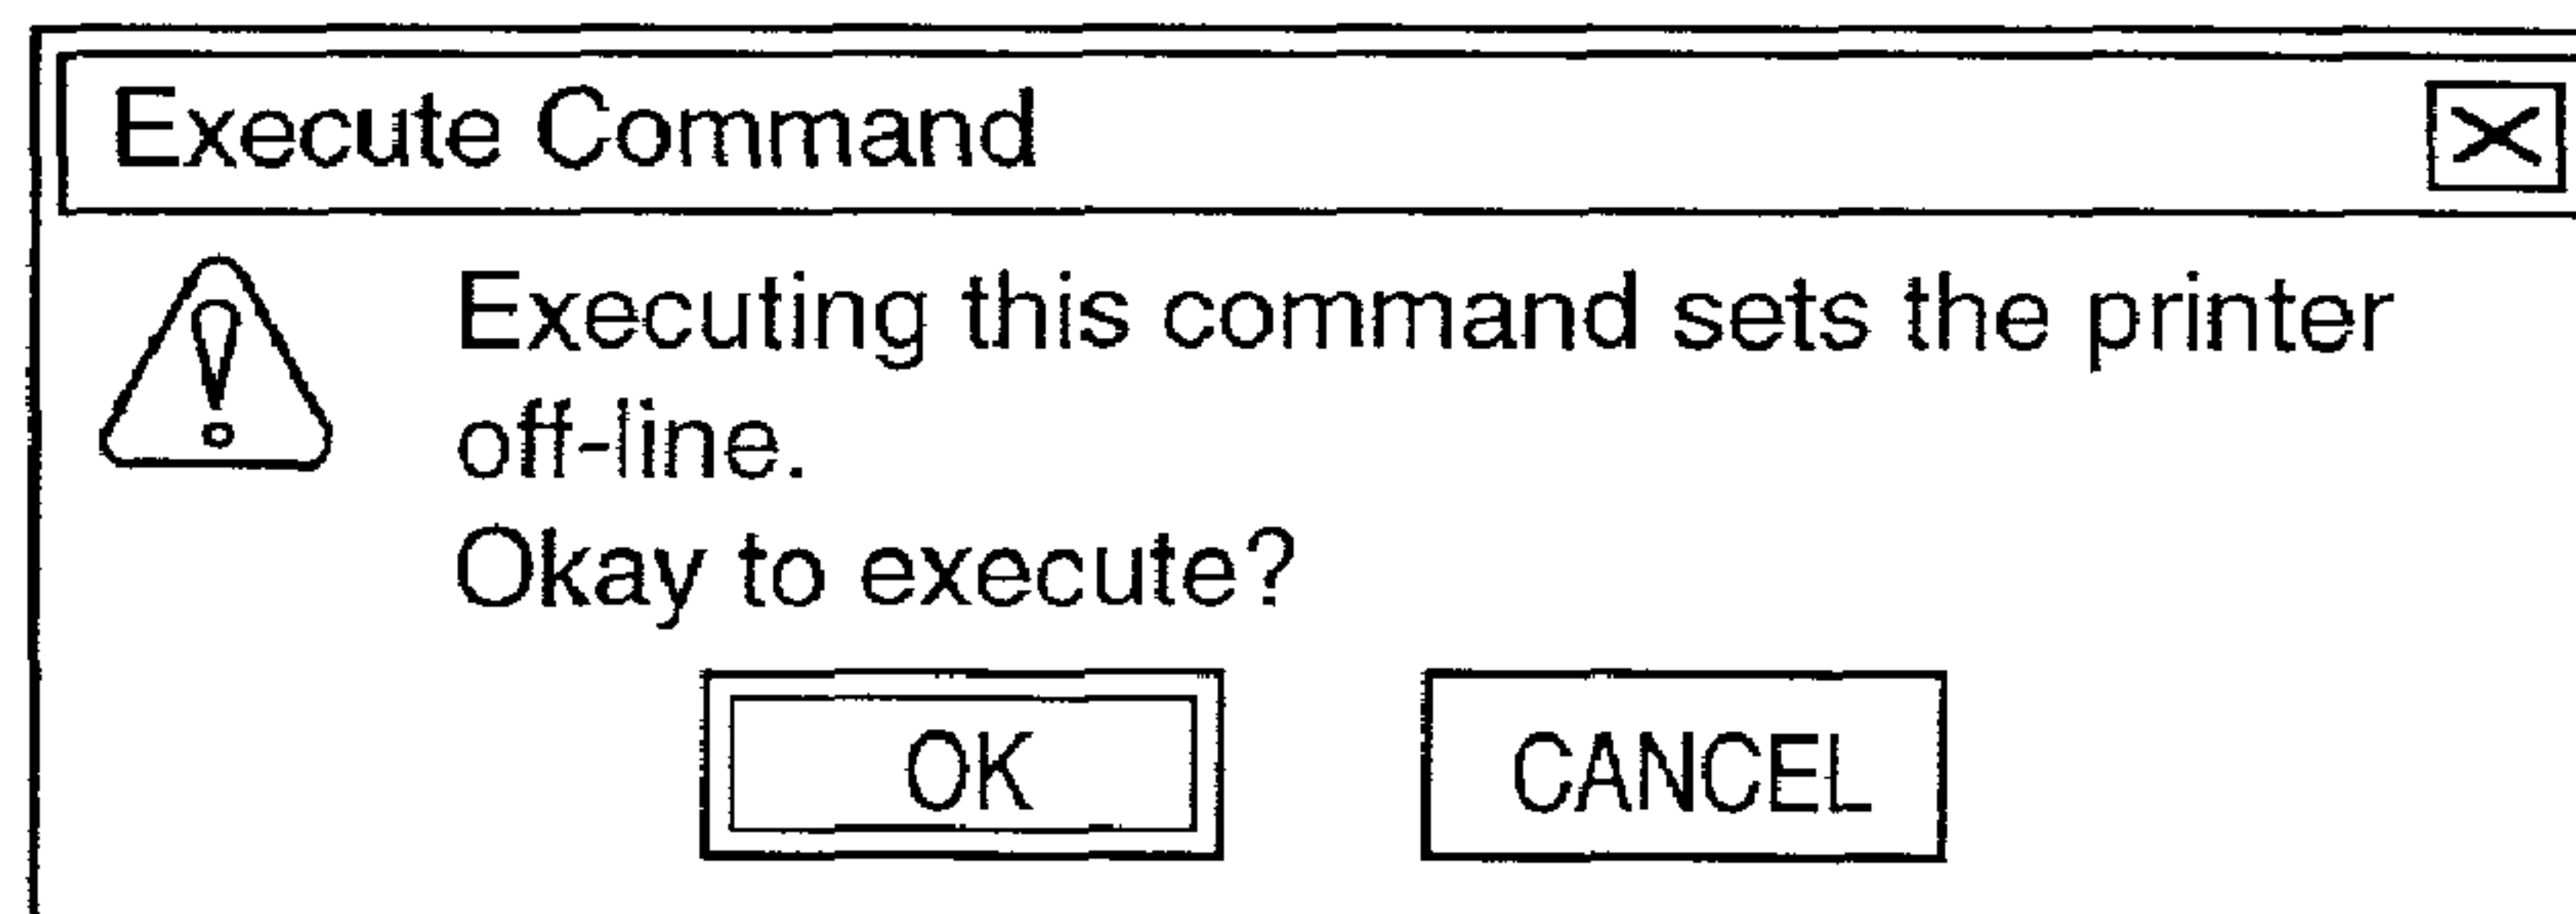 Execute Command
Executing this command sets the printer
off-line.
Okay to execute?
OK CANCEL